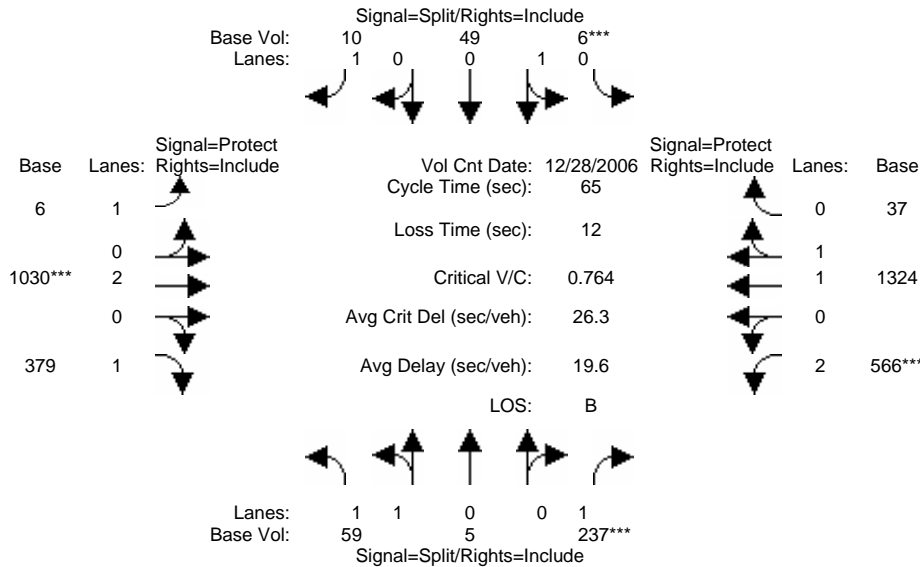 Signal=Split/Rights=Include
Base Vol: 10 49 6***
Lanes: 1 0 0 1 0
Signal=Protect
Base Lanes: Rights=Include
Vol Cnt Date: 12/28/2006
Signal=Protect
Rights=Include Lanes: Base
Cycle Time (sec): 65
6 1
0 37
Loss Time (sec): 12
0
1
1030*** 2
Critical V/C: 0.764
1 1324
0
Avg Crit Del (sec/veh): 26.3
0
379 1
Avg Delay (sec/veh): 19.6
2 566***
LOS: B
Lanes: 1 1 0 0 1
Base Vol: 59 5 237***
Signal=Split/Rights=Include